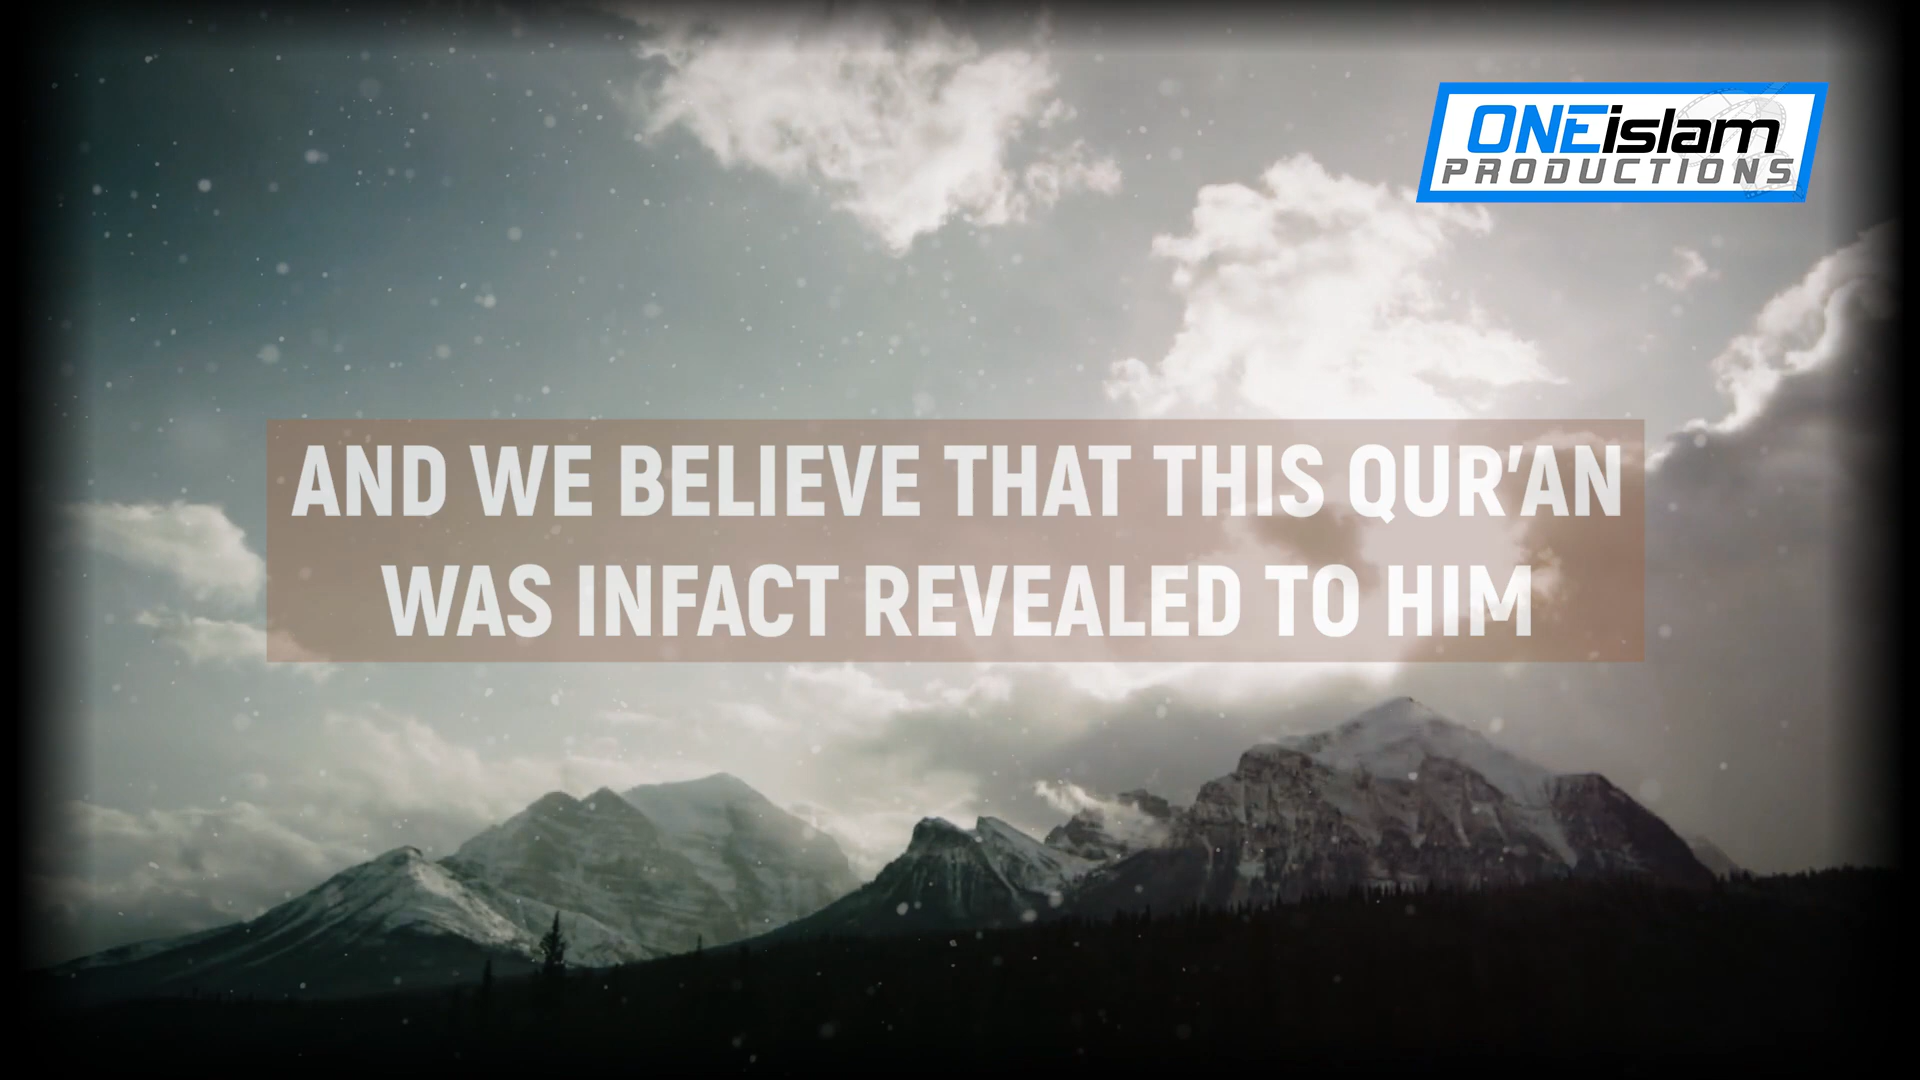 ONEislam
PRODUCTIONS
AND WE BELIEVE THAT THIS QUR'AN
WAS INFACT REVEALED TO HIM